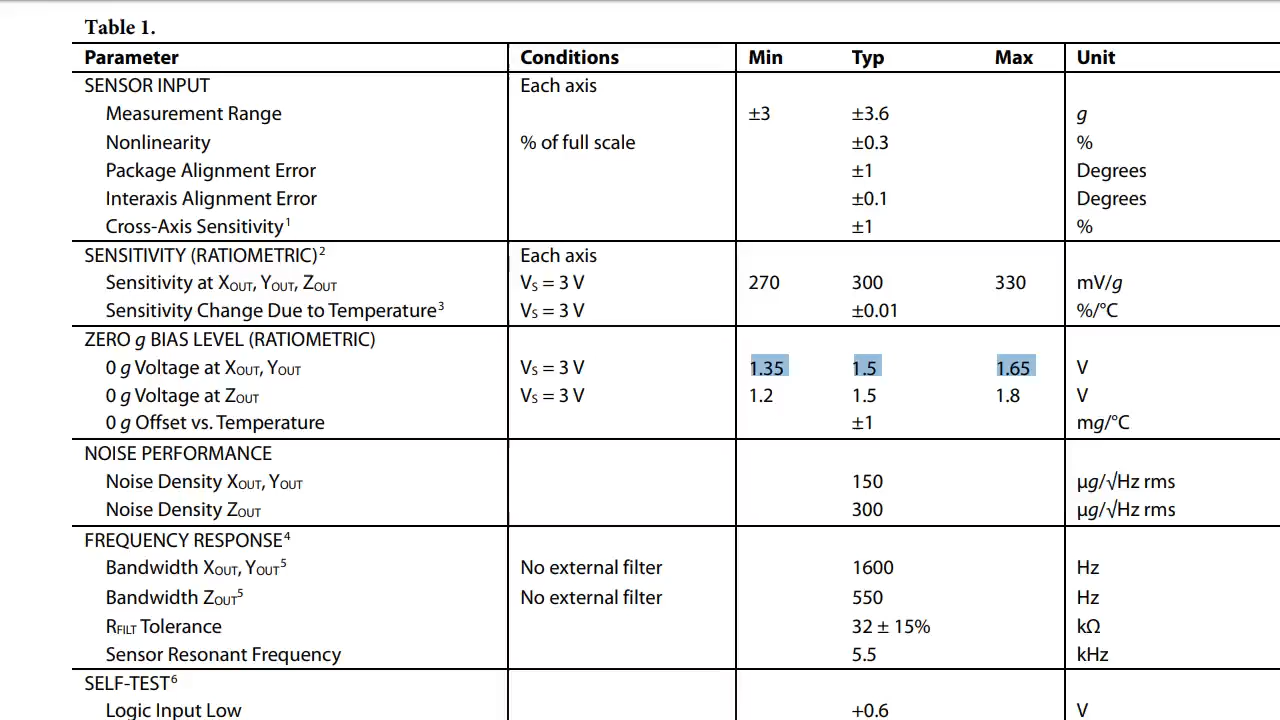 Table 1.
Parameter Conditions Min Typ Max Unit
SENSOR INPUT Each axis
Measurement Range ±3 ±3.6 g
Nonlinearity % of full scale ±0.3 %
Package Alignment Error ±1 Degrees
Interaxis Alignment Error ±0.1 Degrees
Cross-Axis Sensitivity¹ ±1 %
SENSITIVITY (RATIOMETRIC)² Each axis
Sensitivity at XOUT, YOUT, ZOUT VS = 3 V 270 300 330 mV/g
Sensitivity Change Due to Temperature³ VS = 3 V ±0.01 %/°C
ZERO g BIAS LEVEL (RATIOMETRIC)
0 g Voltage at XOUT, YOUT VS = 3 V 1.35 1.5 1.65 V
0 g Voltage at ZOUT VS = 3 V 1.2 1.5 1.8 V
0 g Offset vs. Temperature ±1 mg/°C
NOISE PERFORMANCE
Noise Density XOUT, YOUT 150 µg/√Hz rms
Noise Density ZOUT 300 µg/√Hz rms
FREQUENCY RESPONSE⁴
Bandwidth XOUT, YOUT⁵ No external filter 1600 Hz
Bandwidth ZOUT⁵ No external filter 550 Hz
RFILT Tolerance 32 ± 15% kΩ
Sensor Resonant Frequency 5.5 kHz
SELF-TEST⁶
Logic Input Low +0.6 V